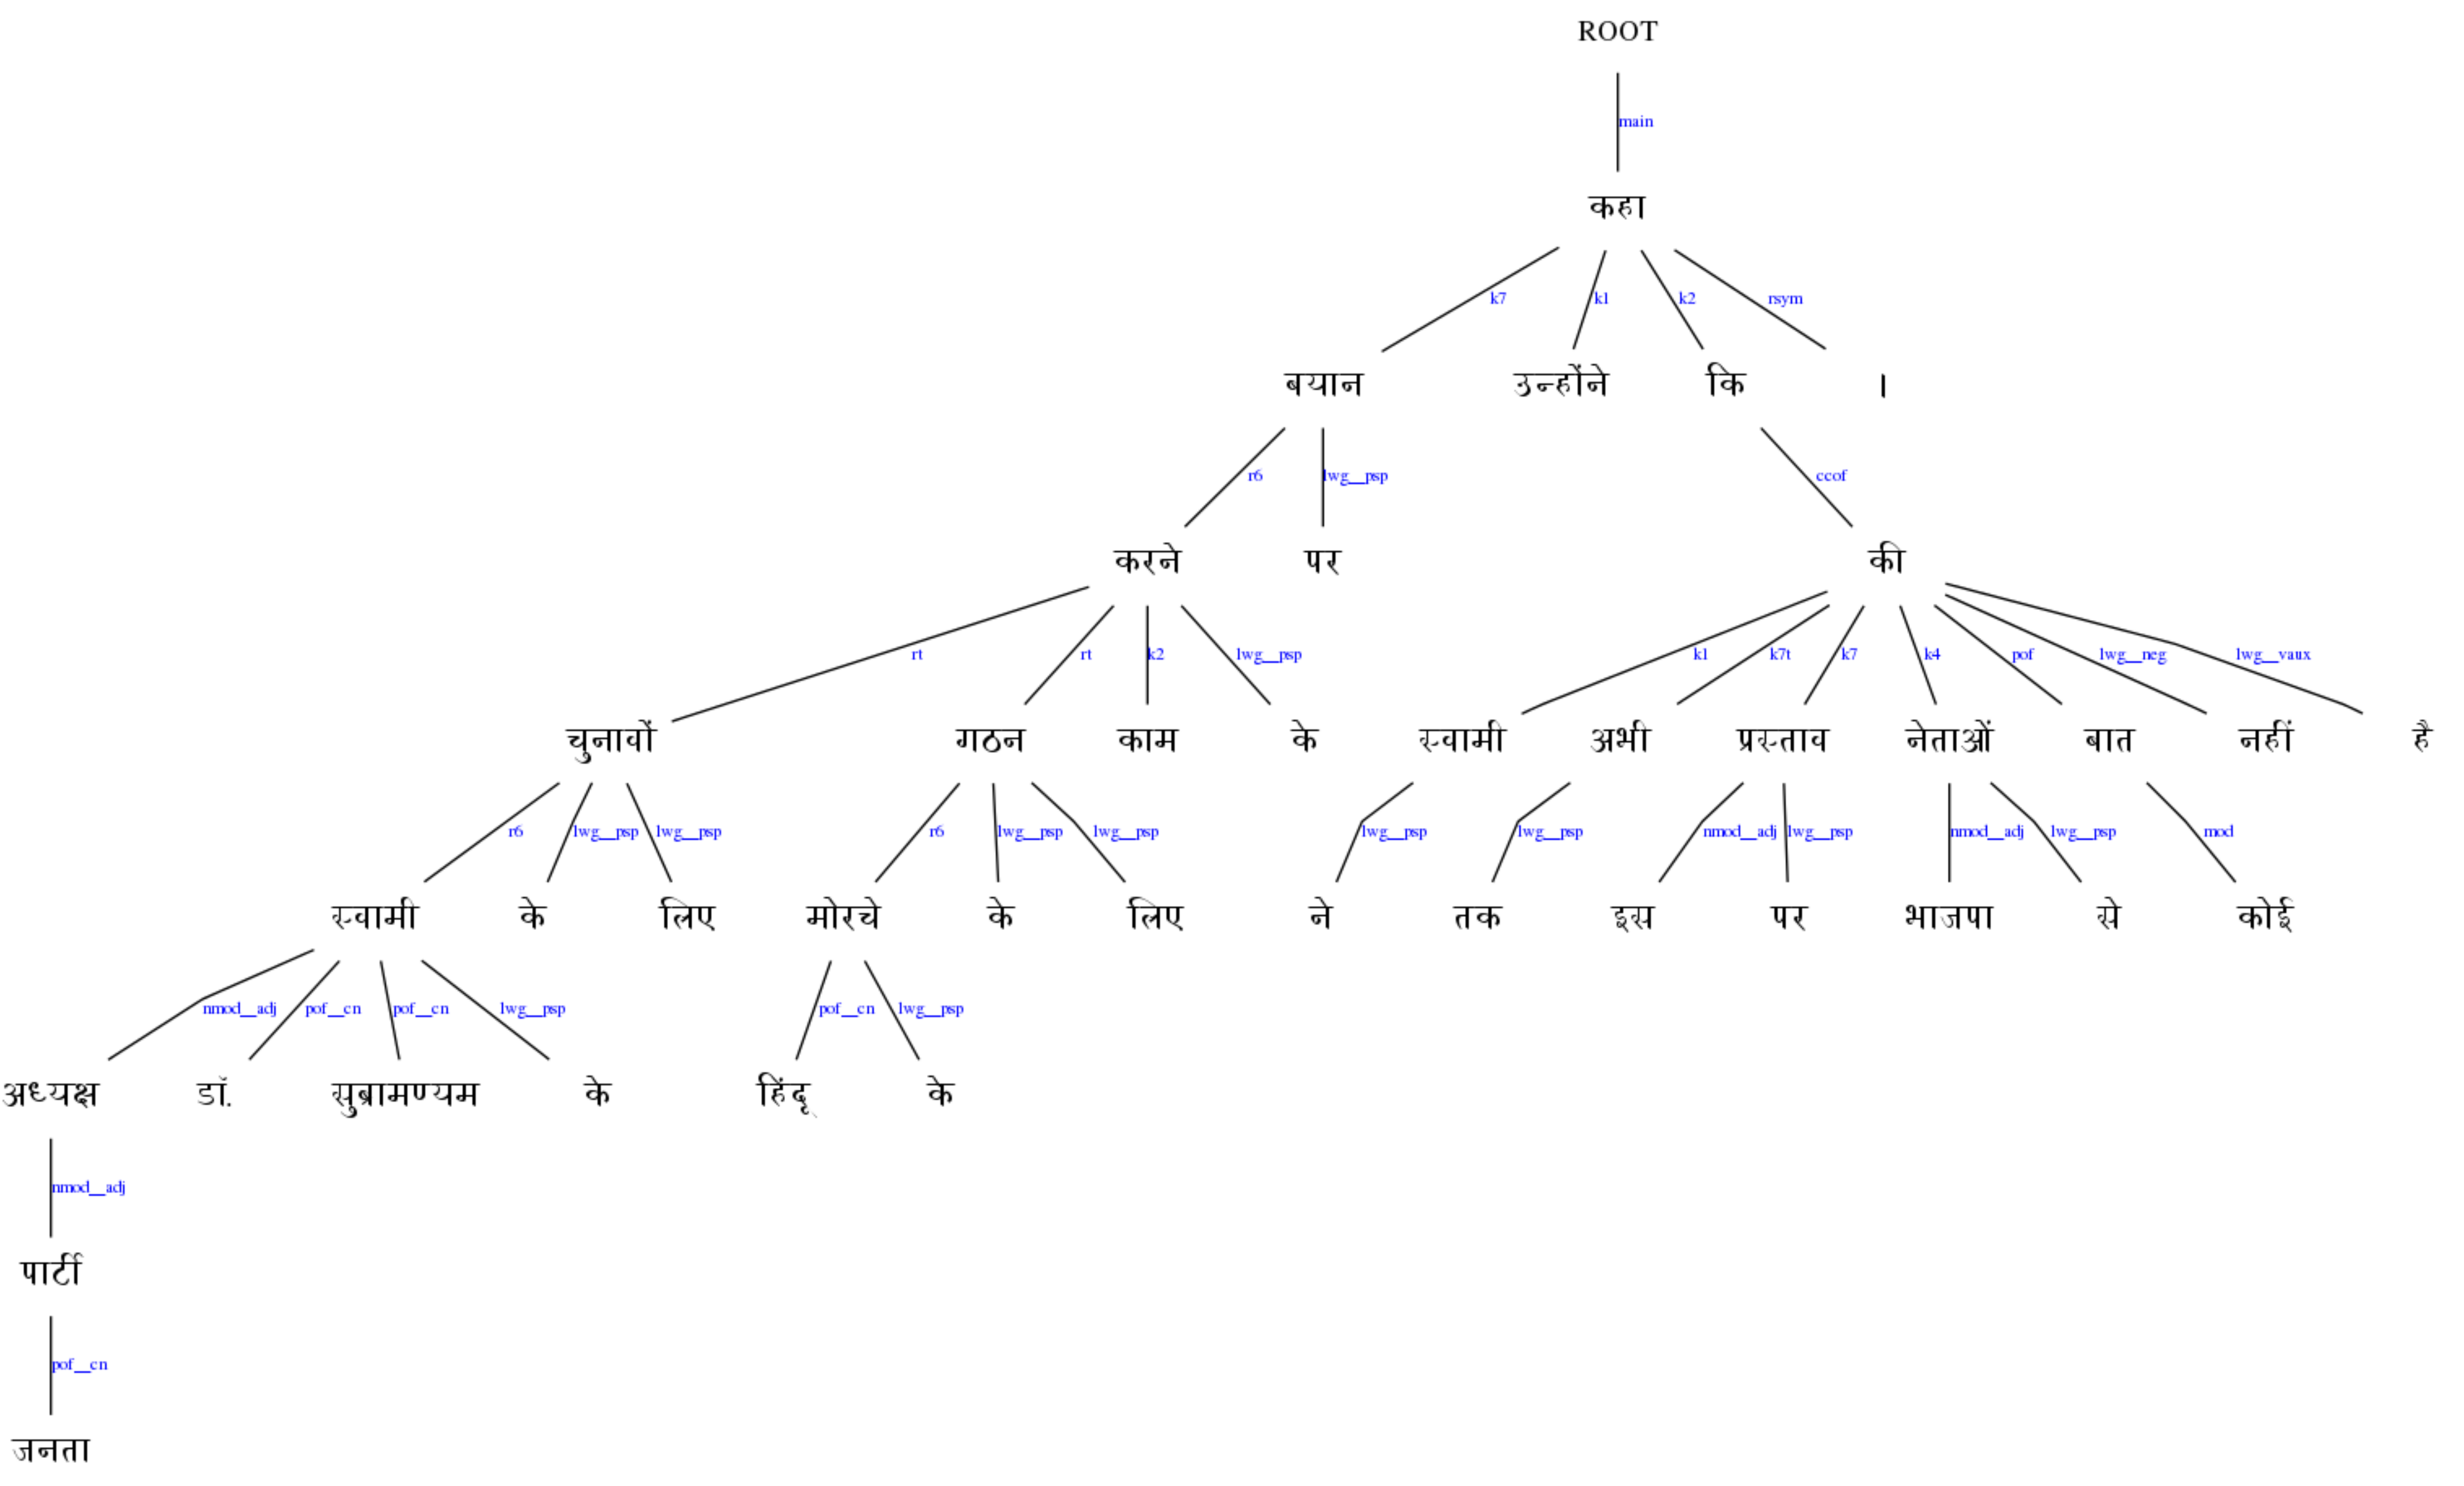 ROOT
main
कहा
k7 k1 k2 rsym
बयान उन्होंने कि ।
r6 lwg__psp ccof
करने पर की
rt rt k2 lwg__psp k1 k7t k7 k4 pof lwg__neg lwg__vaux
चुनावों गठन काम के स्वामी अभी प्रस्ताव नेताओं बात नहीं है
r6 lwg__psp lwg__psp r6 lwg__psp lwg__psp lwg__psp lwg__psp nmod__adj lwg__psp nmod__adj lwg__psp mod
स्वामी के लिए मोरचे के लिए ने तक इस पर भाजपा से कोई
nmod__adj pof__cn pof__cn lwg__psp pof__cn lwg__psp
अध्यक्ष डॉ. सुब्रामण्यम के हिंदू के
nmod__adj
पार्टी
pof__cn
जनता